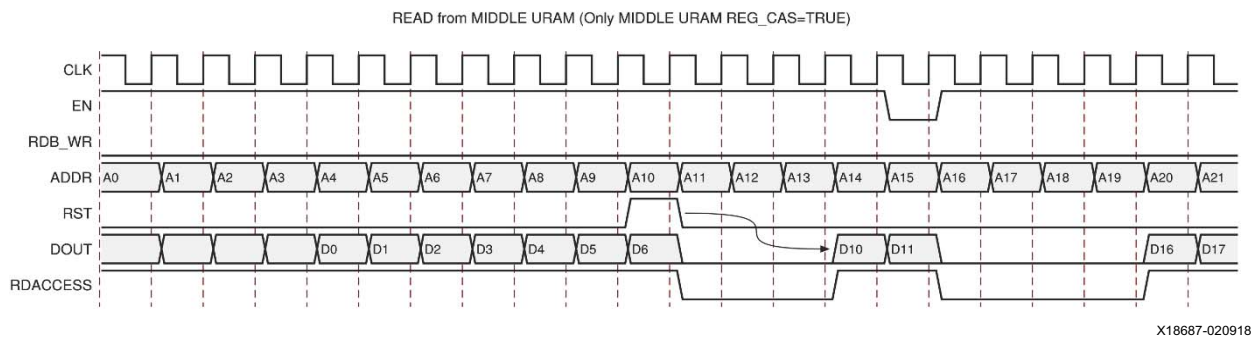 READ from MIDDLE URAM (Only MIDDLE URAM REG_CAS=TRUE)
CLK
EN
RDB_WR
ADDR A0 A1 A2 A3 A4 A5 A6 A7 A8 A9 A10 A11 A12 A13 A14 A15 A16 A17 A18 A19 A20 A21
RST
DOUT D0 D1 D2 D3 D4 D5 D6 D10 D11 D16 D17
RDACCESS
X18687-020918